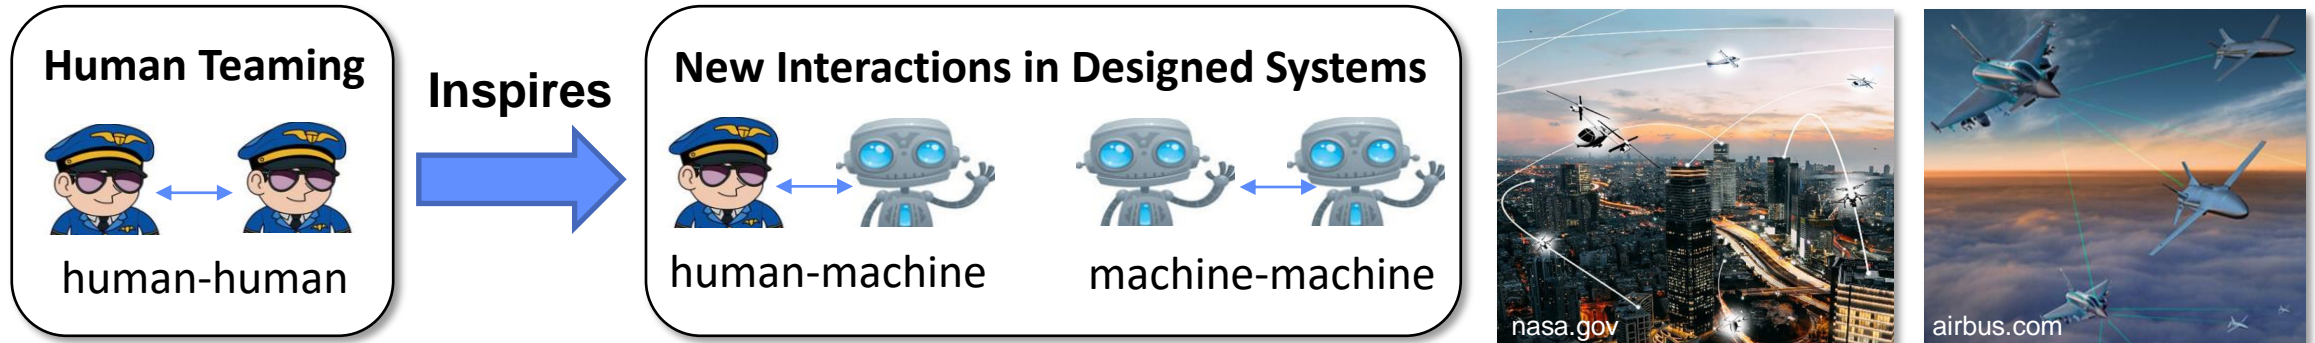 Human Teaming
human-human
Inspires
New Interactions in Designed Systems
human-machine
machine-machine
nasa.gov
airbus.com